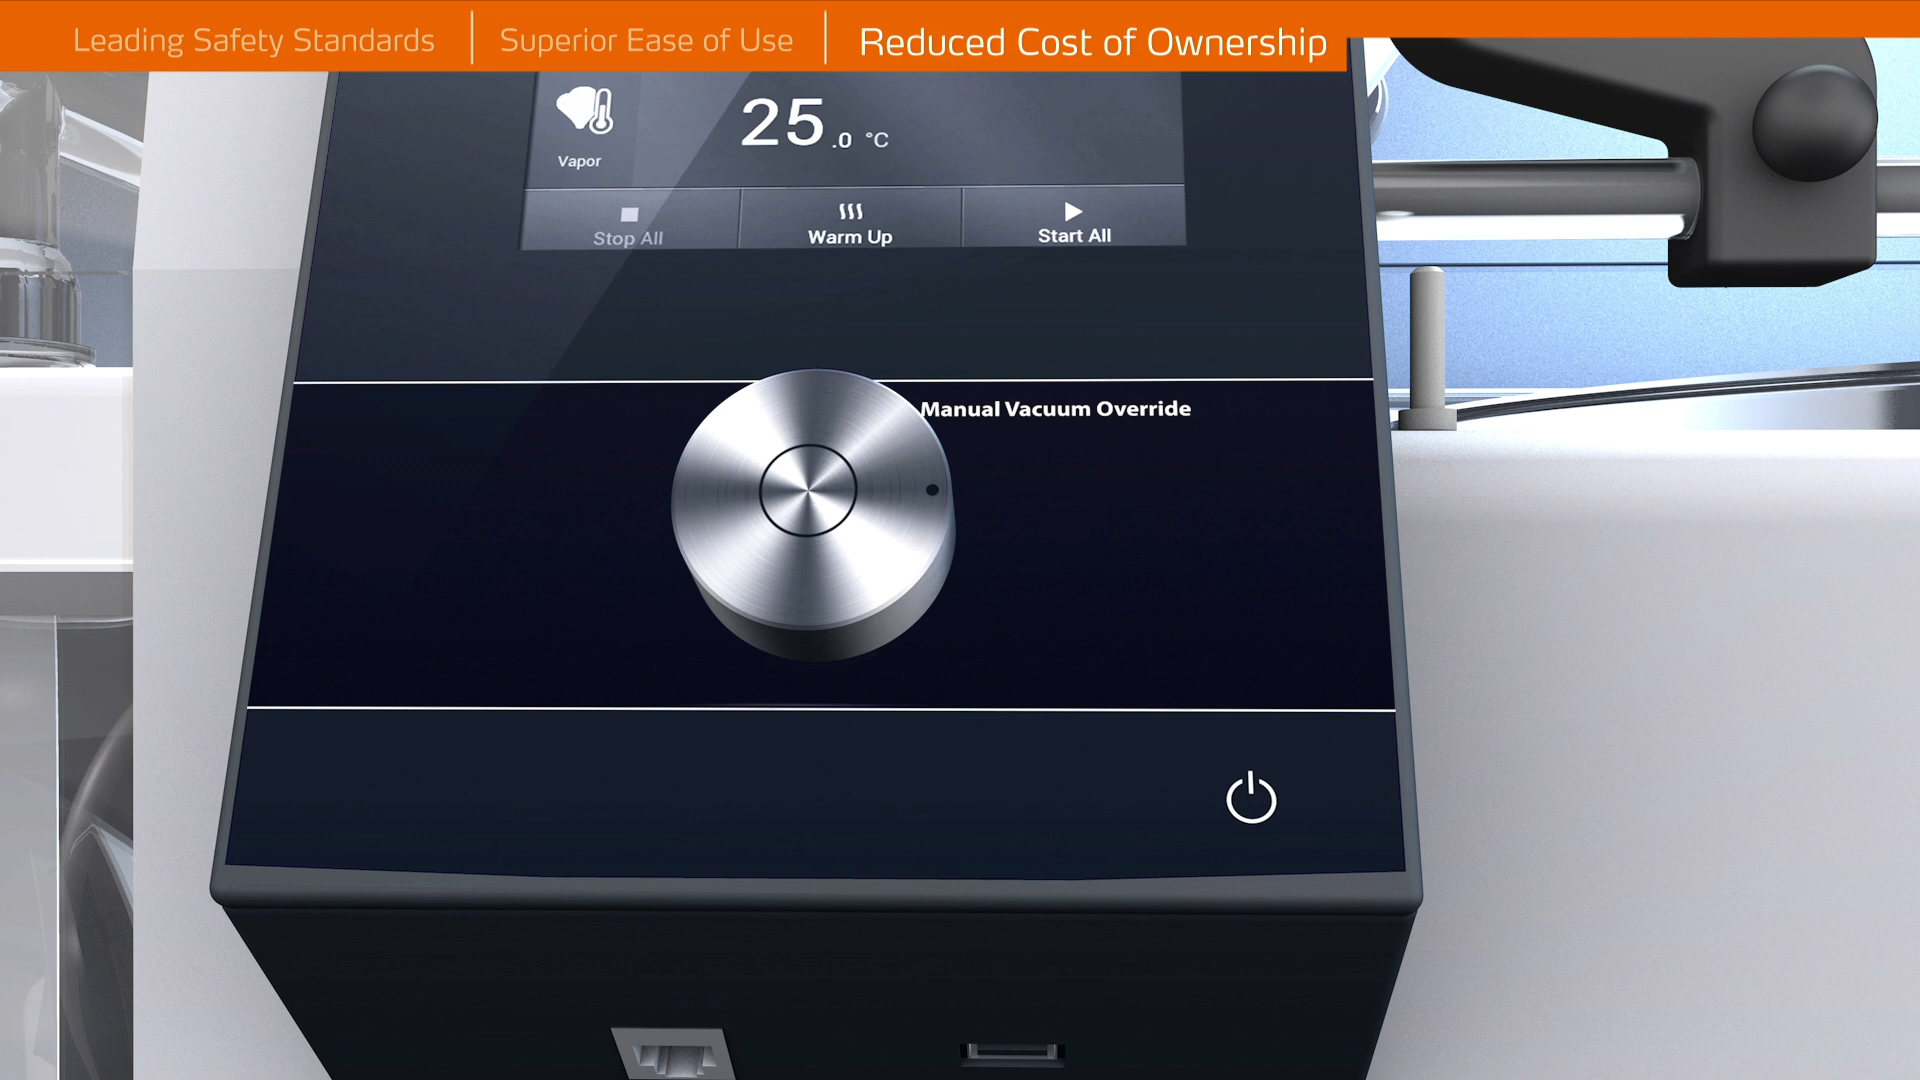 Leading Safety Standards
Superior Ease of Use
Reduced Cost of Ownership
25.0 °C
Vapor
Stop All
Warm Up
Start All
Manual Vacuum Override